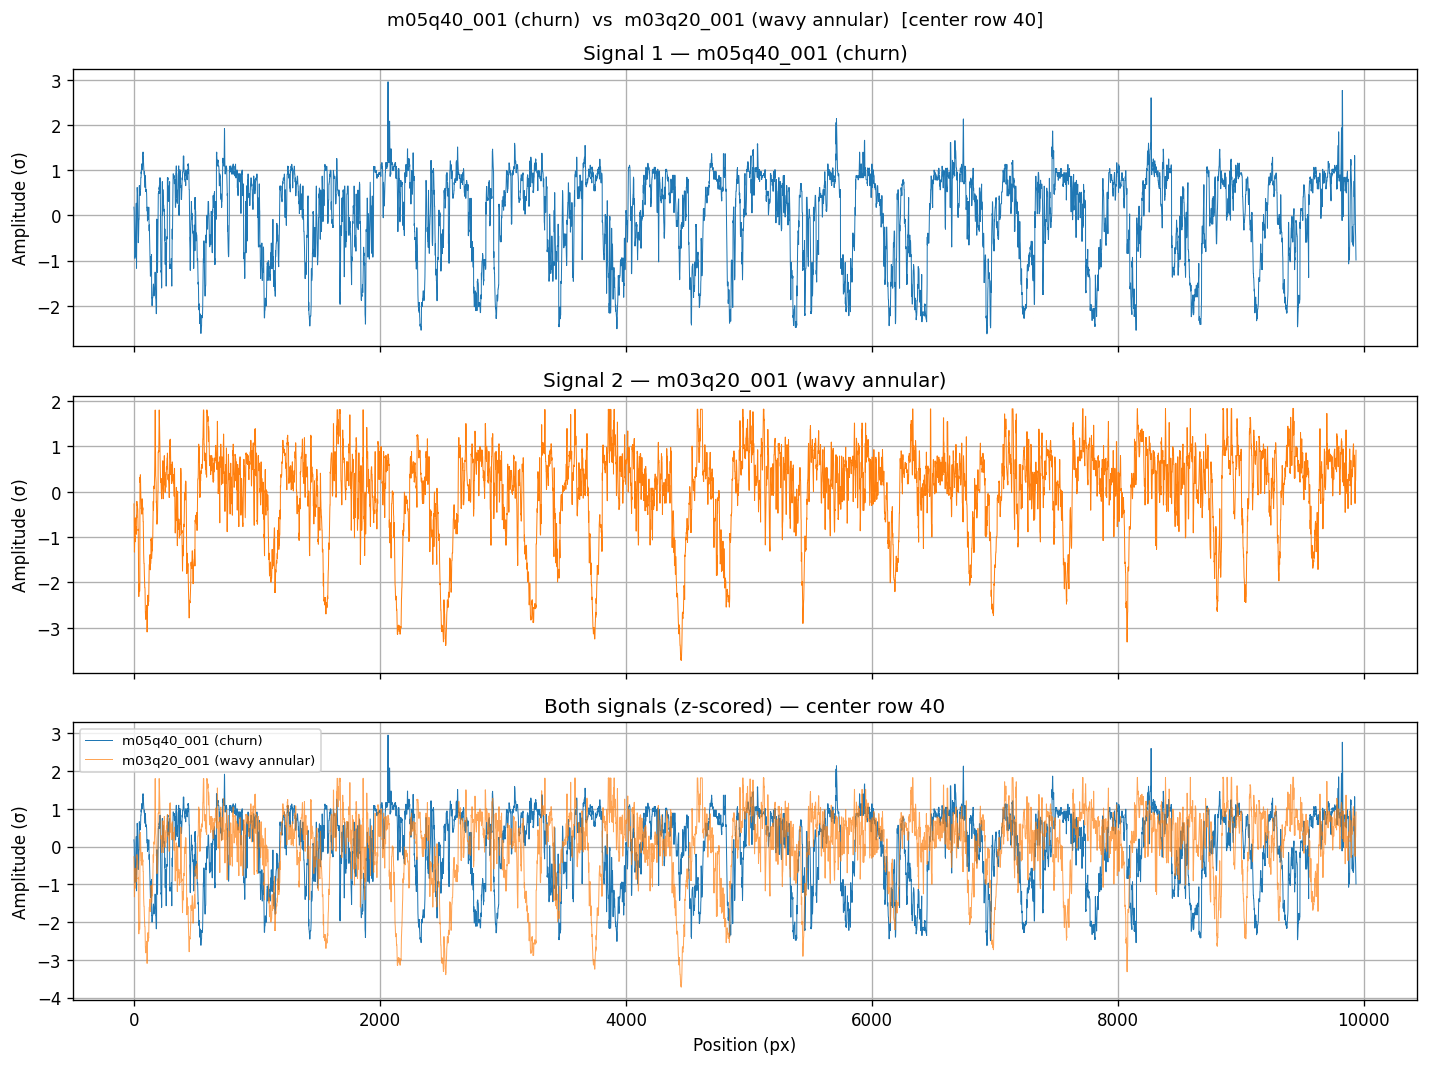 m05q40_001 (churn)  vs  m03q20_001 (wavy annular)  [center row 40]
Signal 1 — m05q40_001 (churn)
Amplitude (σ)
3
2
1
0
−1
−2
Signal 2 — m03q20_001 (wavy annular)
Amplitude (σ)
2
1
0
−1
−2
−3
Both signals (z-scored) — center row 40
m05q40_001 (churn)
m03q20_001 (wavy annular)
Amplitude (σ)
3
2
1
0
−1
−2
−3
−4
0 2000 4000 6000 8000 10000
Position (px)